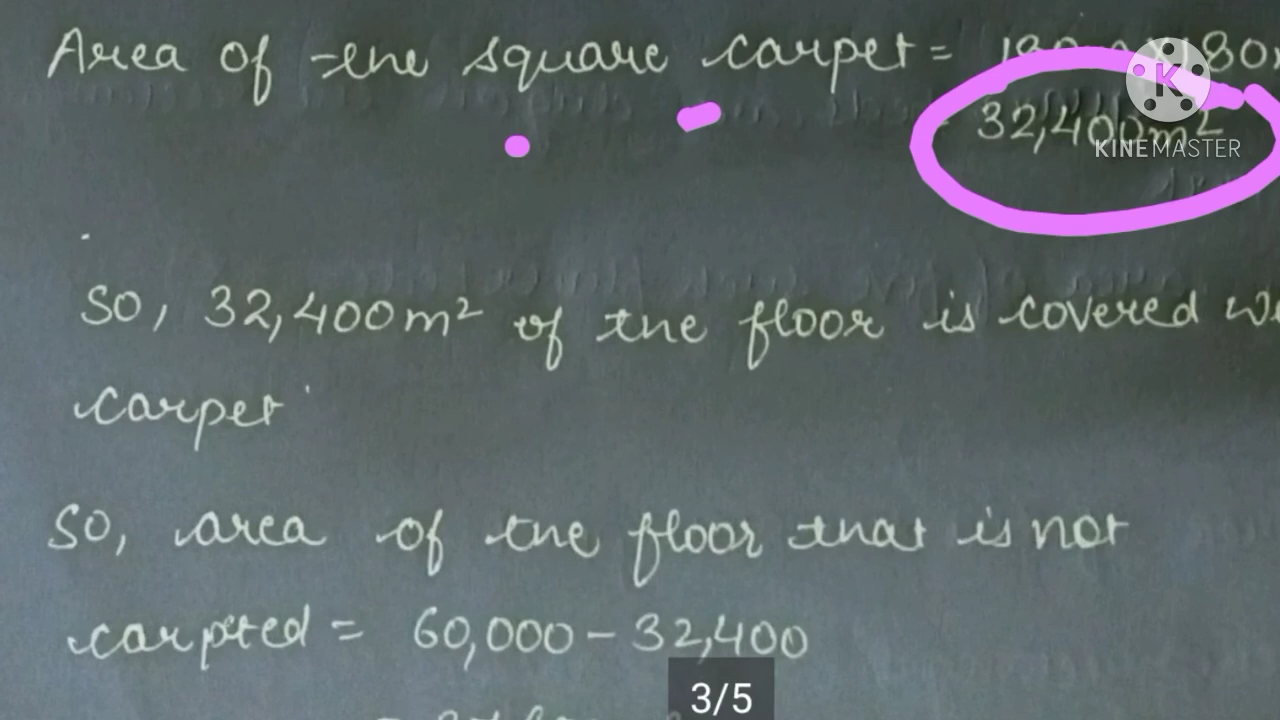 Area of the square carpet = 180m x 180m
= 32,400m²
KINEMASTER
So, 32,400m² of the floor is covered
carpet
So, area of the floor that is not
carpeted = 60,000 - 32,400
3/5